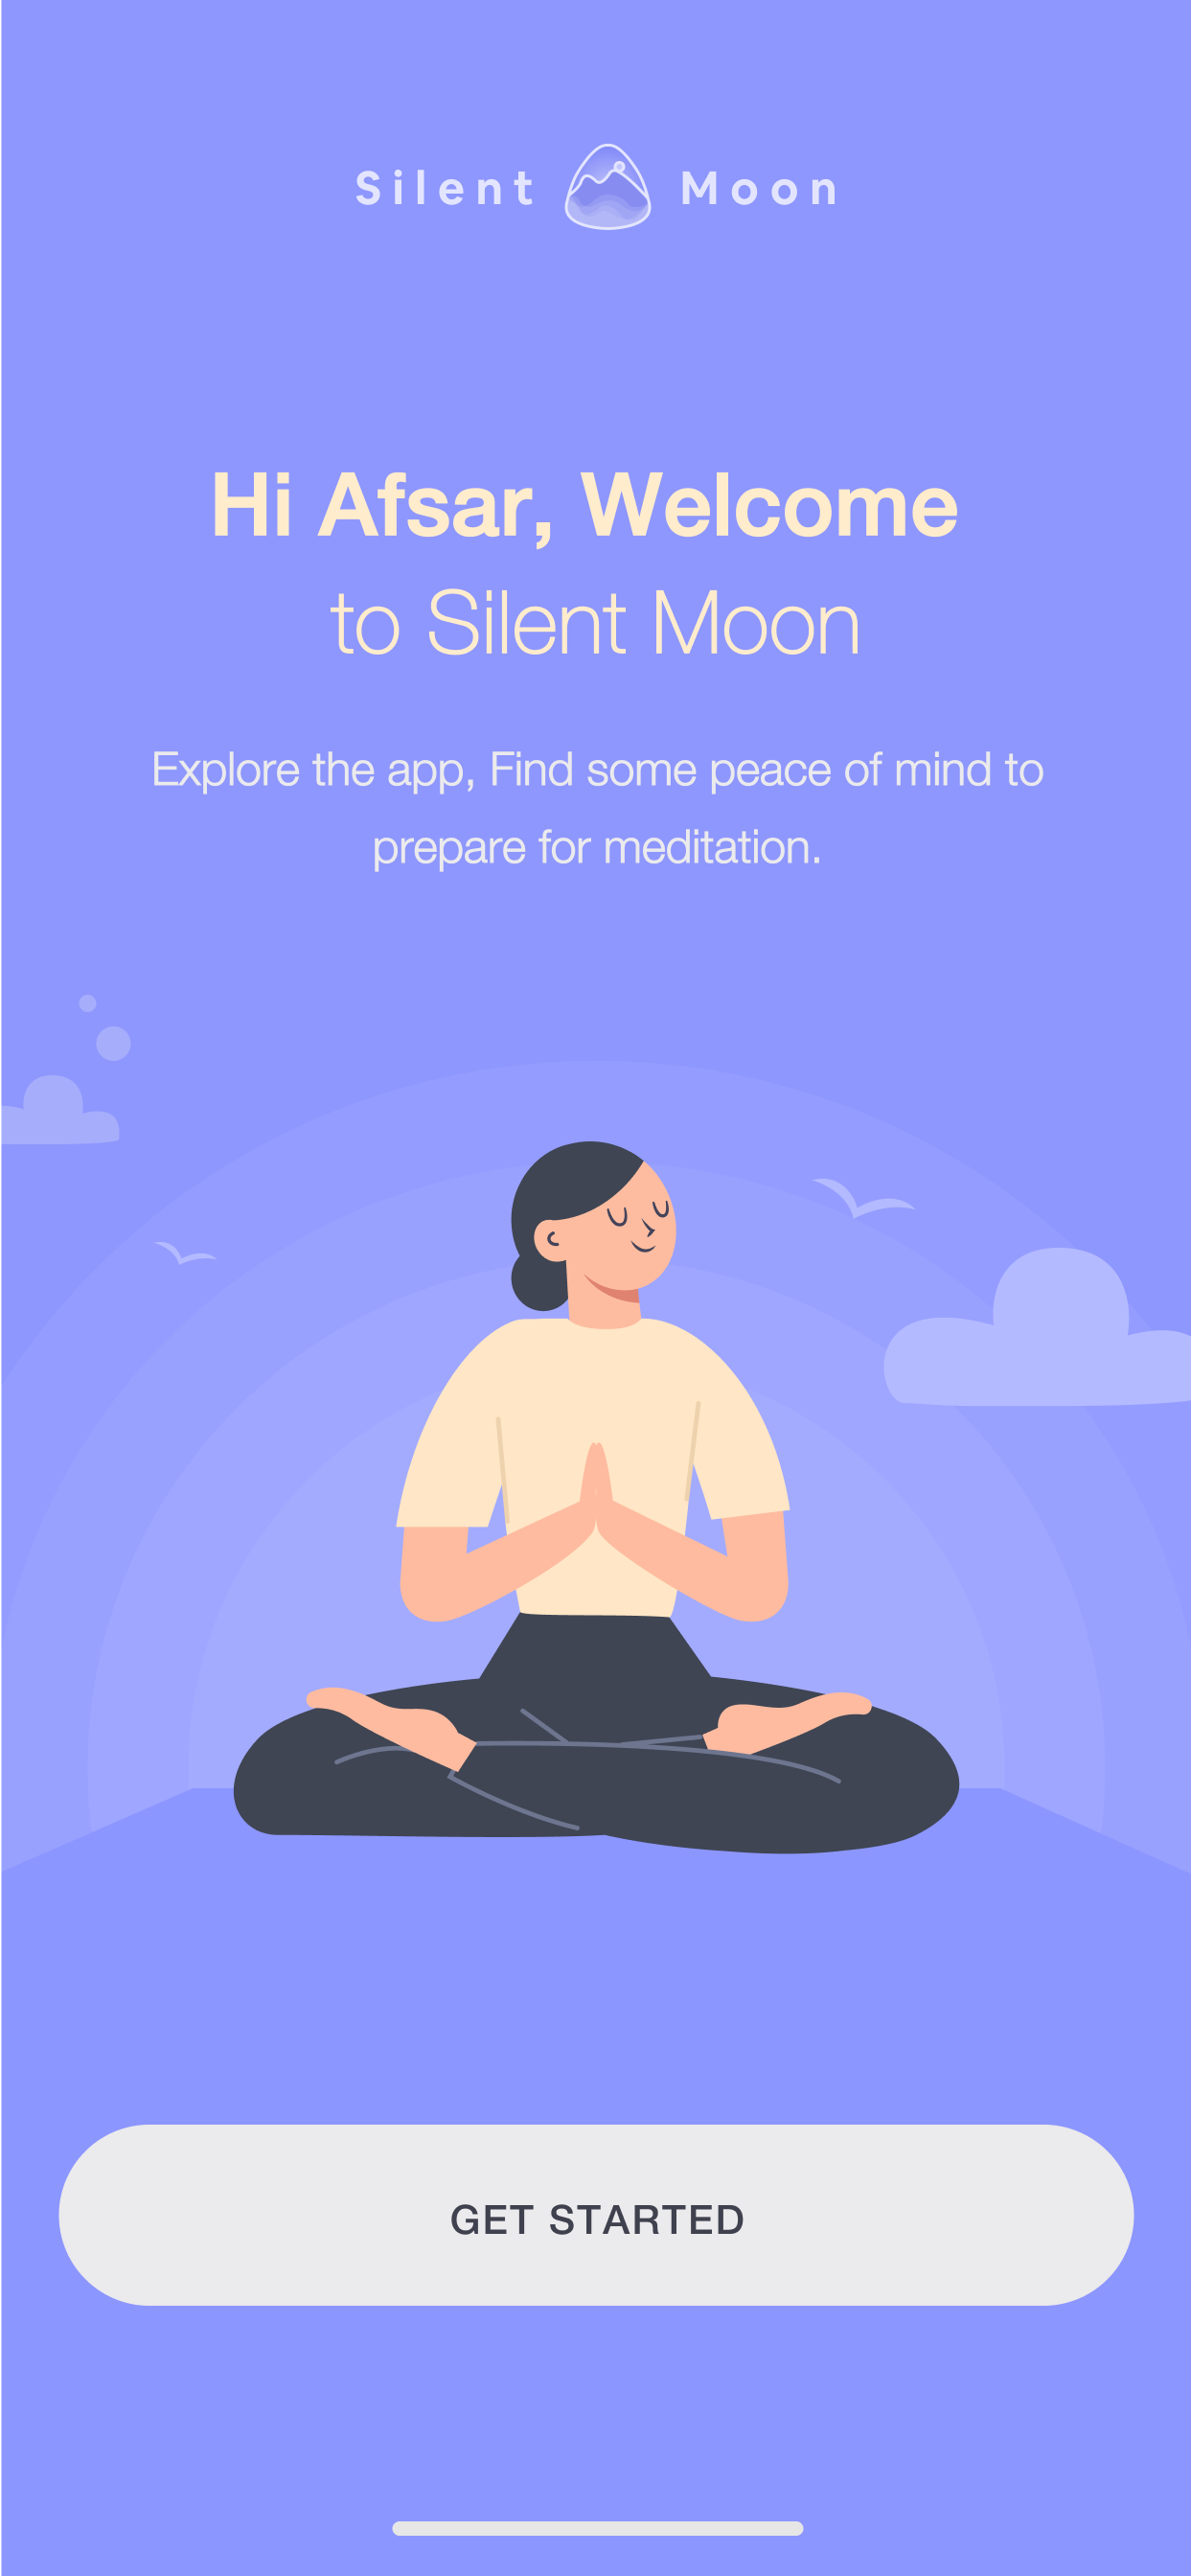 Silent Moon
Hi Afsar, Welcome
to Silent Moon
Explore the app, Find some peace of mind to
prepare for meditation.
GET STARTED